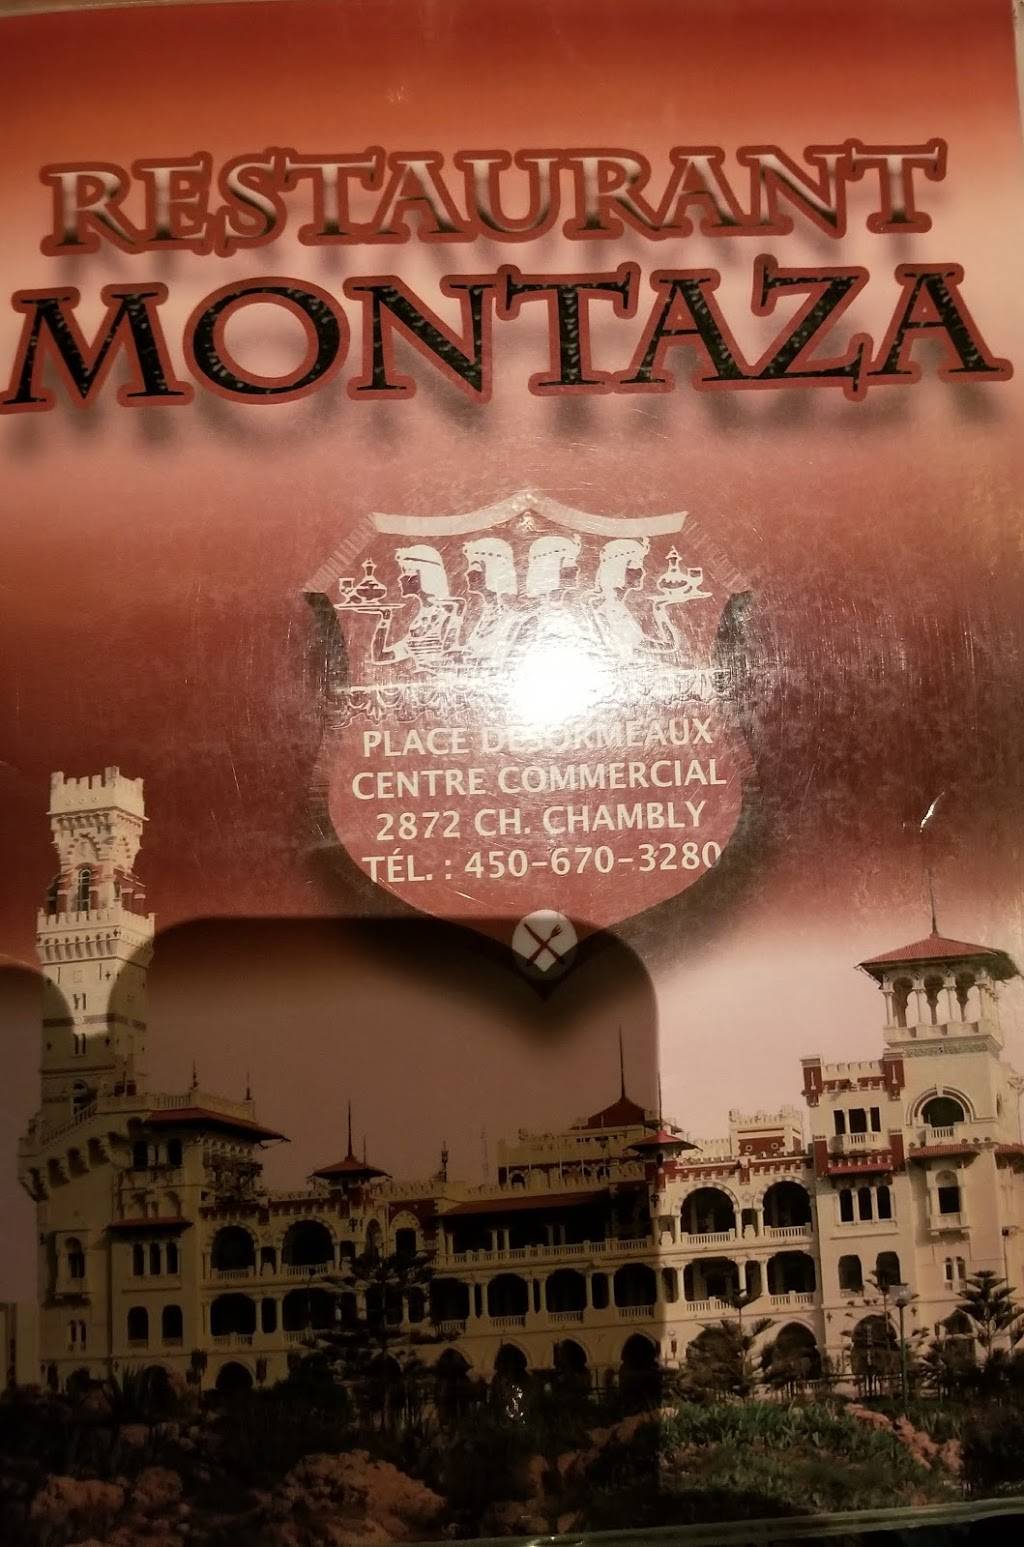 RESTAURANT
MONTAZA
PLACE DESORMEAUX
CENTRE COMMERCIAL
2872 CH. CHAMBLY
TÉL. : 450-670-3280